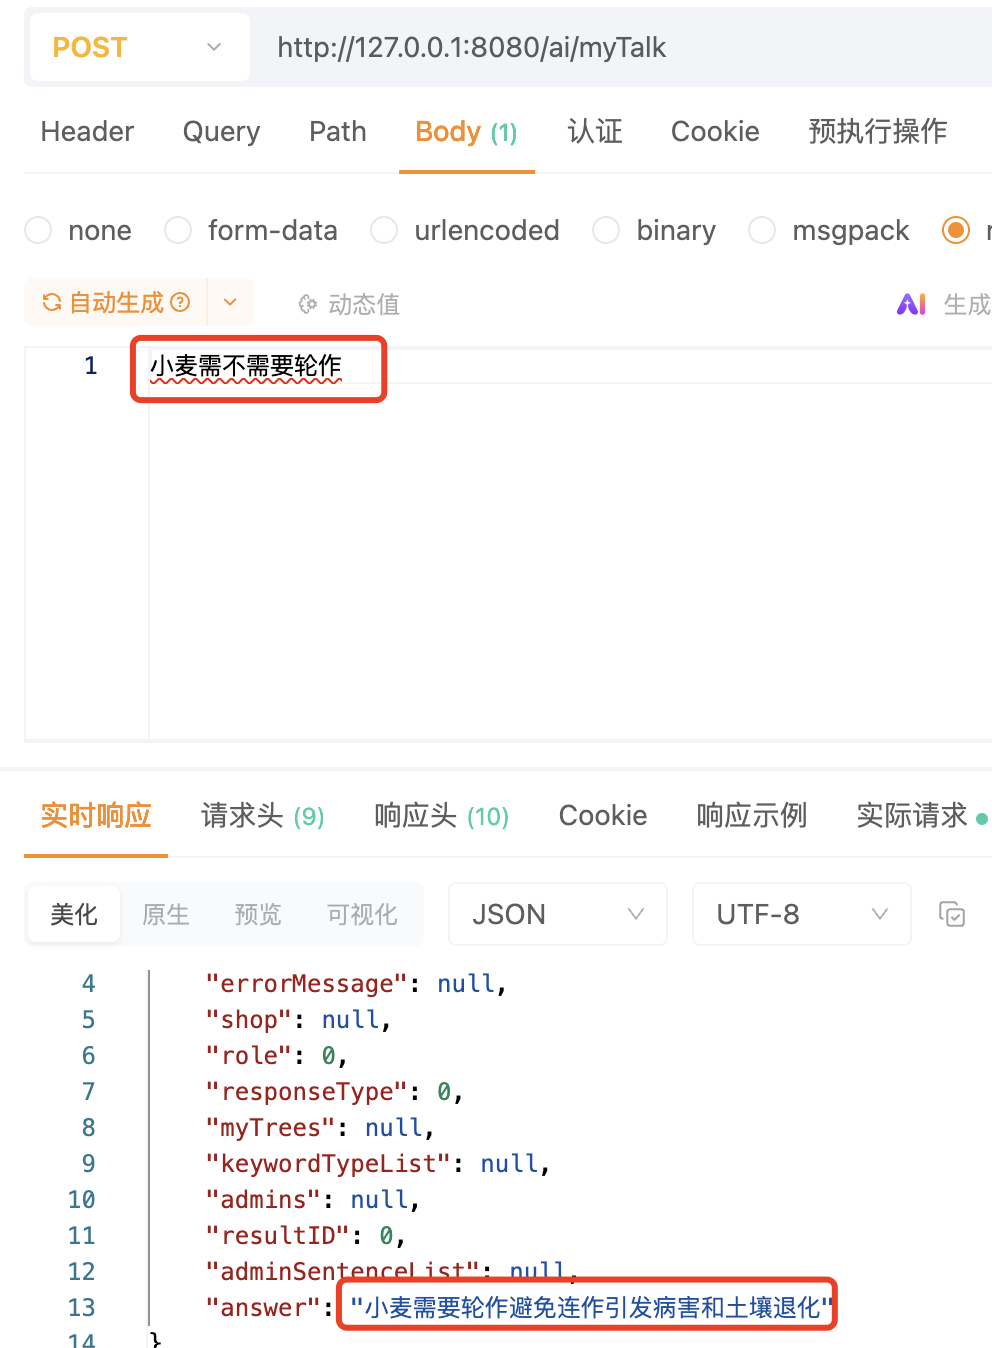 POST http://127.0.0.1:8080/ai/myTalk
Header Query Path Body (1) 认证 Cookie 预执行操作
none form-data urlencoded binary msgpack
自动生成 动态值 AI 生成
1 小麦需不需要轮作
实时响应 请求头 (9) 响应头 (10) Cookie 响应示例 实际请求
美化 原生 预览 可视化 JSON UTF-8
4 "errorMessage": null,
5 "shop": null,
6 "role": 0,
7 "responseType": 0,
8 "myTrees": null,
9 "keywordTypeList": null,
10 "admins": null,
11 "resultID": 0,
12 "adminSentenceList": null,
13 "answer": "小麦需要轮作避免连作引发病害和土壤退化"
14 }